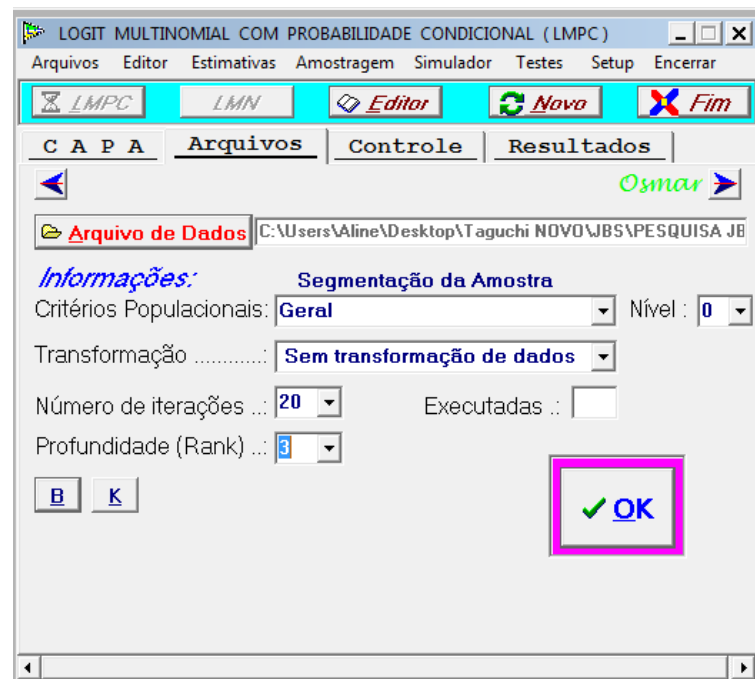 LOGIT MULTINOMIAL COM PROBABILIDADE CONDICIONAL ( LMPC )
Arquivos Editor Estimativas Amostragem Simulador Testes Setup Encerrar
LMPC LMN Editor Novo Fim
C A P A Arquivos Controle Resultados
Osmar
Arquivo de Dados C:\Users\Aline\Desktop\Taguchi NOVO\JBS\PESQUISA JB
Informações: Segmentação da Amostra
Critérios Populacionais: Geral Nível : 0
Transformação ............: Sem transformação de dados
Número de iterações ..: 20 Executadas .:
Profundidade (Rank) ..: 3
B K
OK